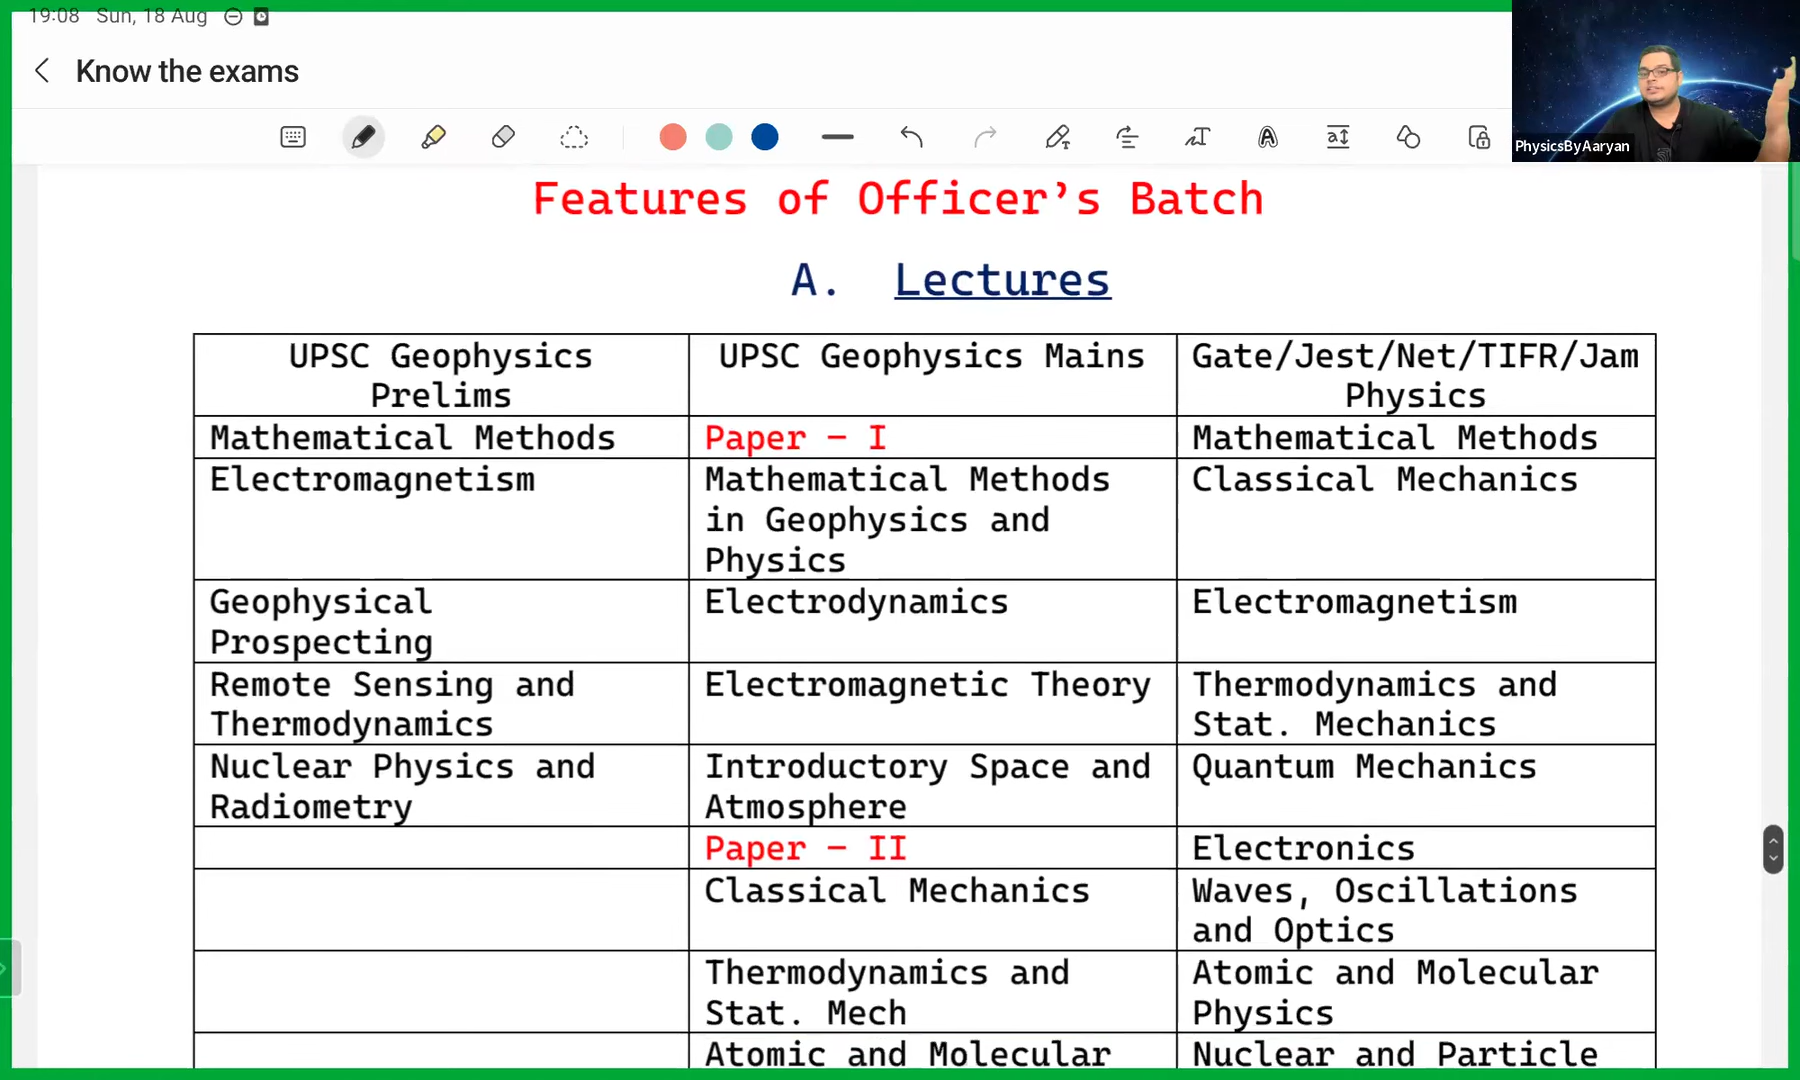 19:08 Sun, 18 Aug
Know the exams
PhysicsByAaryan
Features of Officer’s Batch
A. Lectures
UPSC Geophysics
Prelims
UPSC Geophysics Mains
Gate/Jest/Net/TIFR/Jam
Physics
Mathematical Methods
Paper – I
Mathematical Methods
Electromagnetism
Mathematical Methods
in Geophysics and
Physics
Classical Mechanics
Geophysical
Prospecting
Electrodynamics
Electromagnetism
Remote Sensing and
Thermodynamics
Electromagnetic Theory
Thermodynamics and
Stat. Mechanics
Nuclear Physics and
Radiometry
Introductory Space and
Atmosphere
Quantum Mechanics
Paper – II
Electronics
Classical Mechanics
Waves, Oscillations
and Optics
Thermodynamics and
Stat. Mech
Atomic and Molecular
Physics
Atomic and Molecular
Nuclear and Particle